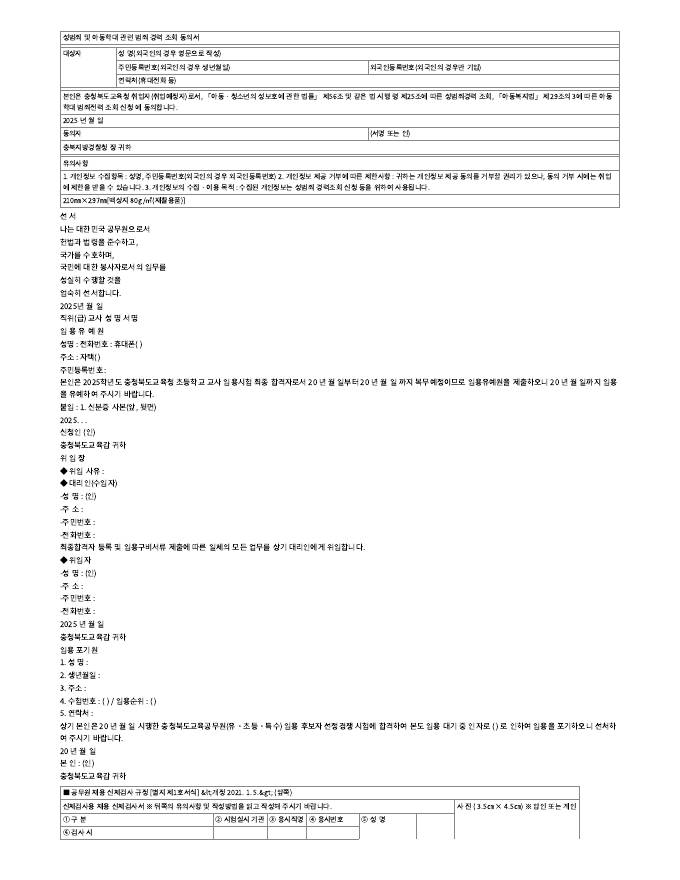 성범죄 및 아동학대 관련 범죄 경력 조회 동의서
대상자
성 명(외국인의 경우 영문으로 작성)
주민등록번호(외국인의 경우 생년월일)
외국인등록번호(외국인의 경우만 기입)
연락처(휴대전화 등)
본인은 충청북도교육청 취업자(취업예정자)로서, 「아동ㆍ청소년의 성보호에 관한 법률」 제56조 및 같은 법 시행령 제25조에 따른 성범죄경력 조회, 「아동복지법」 제29조의3에 따른 아동
학대 범죄전력 조회 신청에 동의합니다.
2025 년 월 일
동의자
(서명 또는 인)
충북지방경찰청 장 귀하
유의사항
1. 개인정보 수집항목 : 성명, 주민등록번호(외국인의 경우 외국인등록번호) 2. 개인정보 제공 거부에 따른 제한사항 : 귀하는 개인정보 제공 동의를 거부할 권리가 있으나, 동의 거부 시에는 취업
에 제한을 받을 수 있습니다. 3. 개인정보의 수집ㆍ이용 목적 : 수집된 개인정보는 성범죄 경력조회 신청 등을 위하여 사용됩니다.
210㎜×297㎜[백상지 80g/㎡(재활용품)]
선 서
나는 대한민국 공무원으로서
헌법과 법령을 준수하고,
국가를 수호하며,
국민에 대한 봉사자로서의 임무를
성실히 수행할 것을
엄숙히 선서합니다.
2025년 월 일
직위(급) 교사 성 명 서명
임 용 유 예 원
성명 : 전화번호 : 휴대폰( )
주소 : 자택()
주민등록번호:
본인은 2025학년도 충청북도교육청 초등학교 교사 임용시험 최종 합격자로서 20 년 월 일부터 20 년 월 일 까지 복무예정이므로 임용유예원을 제출하오니 20 년 월 일까지 임용
을 유예하여 주시기 바랍니다.
붙임 : 1. 신분증 사본(앞, 뒷면)
2025. . .
신청인 (인)
충청북도교육감 귀하
위 임 장
◆ 위임 사유 :
◆ 대리인(수임자)
-성 명 : (인)
-주 소 :
-주민번호 :
-전화번호 :
최종합격자 등록 및 임용구비서류 제출에 따른 일체의 모든 업무를 상기 대리인에게 위임합니다.
◆ 위임자
-성 명 : (인)
-주 소 :
-주민번호 :
-전화번호 :
2025 년 월 일
충청북도교육감 귀하
임용 포기원
1. 성 명 :
2. 생년월일 :
3. 주소 :
4. 수험번호 : ( ) / 임용순위 : ( )
5. 연락처 :
상기 본인은 20 년 월 일 시행한 충청북도교육공무원(유ㆍ초등ㆍ특수) 임용 후보자 선정경쟁시험에 합격하여 본도 임용 대기 중 인 자로 ( ) 로 인하여 임용을 포기하오니 선처하
여 주시기 바랍니다.
20 년 월 일
본 인 : (인)
충청북도교육감 귀하
■ 공무원 채용 신체검사 규정 [별지 제1호서식] &lt;개정 2021. 1. 5.&gt; (앞쪽)
신체검사용 채용 신체검사서 ※ 뒤쪽의 유의사항 및 작성방법을 읽고 작성해 주시기 바랍니다.
사 진 ( 3.5㎝ × 4.5㎝) ※ 압인 또는 계인
① 구 분
② 시험실시 기관
③ 응시직명
④ 응시번호
⑤ 성 명
⑥ 검사 시